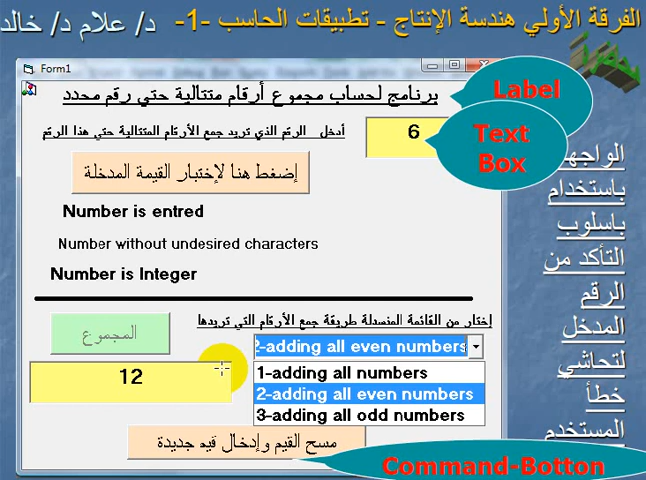 الفرقة الأولي هندسة الإنتاج - تطبيقات الحاسب -1- د/ علام د/ خالد
Form1
برنامج لحساب مجموع أرقام متتالية حتي رقم محدد
Label
أدخل الرقم الذي تريد جمع الأرقام المتتالية حتي هذا الرقم
6
Text
Box
إضغط هنا لإختبار القيمة المدخلة
Number is entred
Number without undesired characters
Number is Integer
إختار من القائمة المنسدلة طريقة جمع الأرقام التي تريدها
المجموع
2-adding all even numbers
12
1-adding all numbers
2-adding all even numbers
3-adding all odd numbers
مسح القيم وإدخال قيم جديدة
Command-Botton
الواجهة
باستخدام
باسلوب
التأكد من
الرقم
المدخل
لتحاشي
خطأ
المستخدم